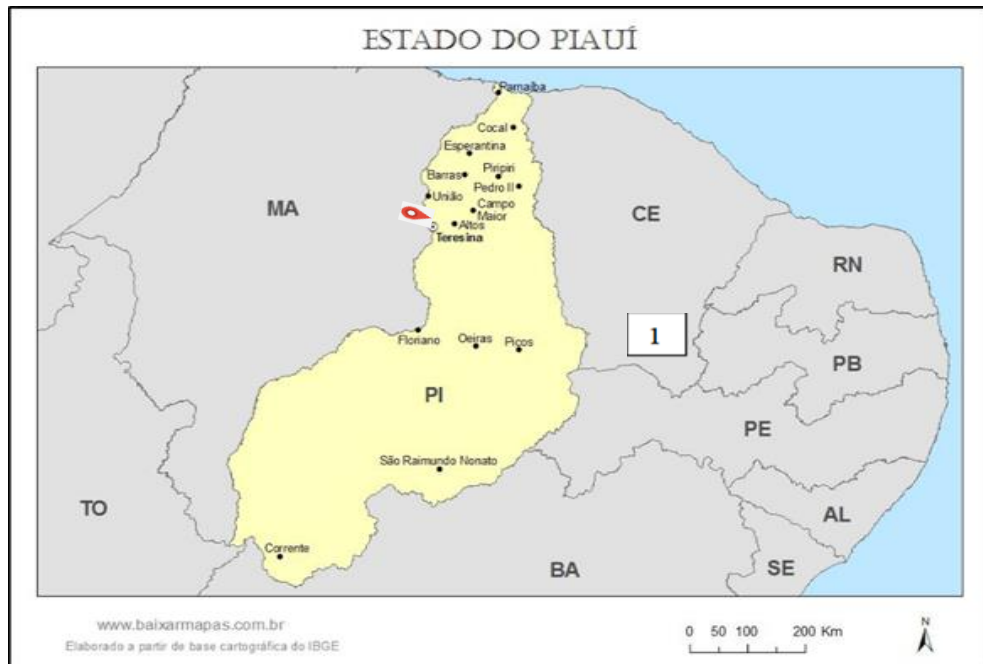 ESTADO DO PIAUÍ
Parnaíba
Cocal
Esperantina
Piripiri
Barras
Pedro II
União
MA
Campo
Maior
CE
Altos
Teresina
RN
1
Floriano
Oeiras
Picos
PB
PI
PE
São Raimundo Nonato
TO
AL
Corrente
BA
SE
www.baixarmapas.com.br
Elaborado a partir de base cartográfica do IBGE
0 50 100 200 Km
N